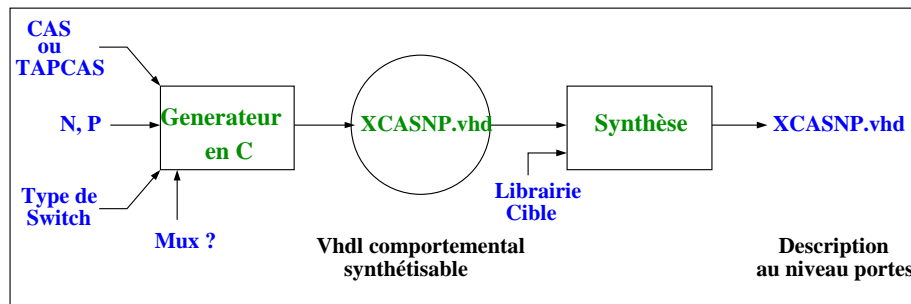 CAS
ou
TAPCAS
N, P
Type de
Switch
Mux ?
Generateur
en C
XCASNP.vhd
Vhdl comportemental
synthétisable
Librairie
Cible
Synthèse
XCASNP.vhd
Description
au niveau portes